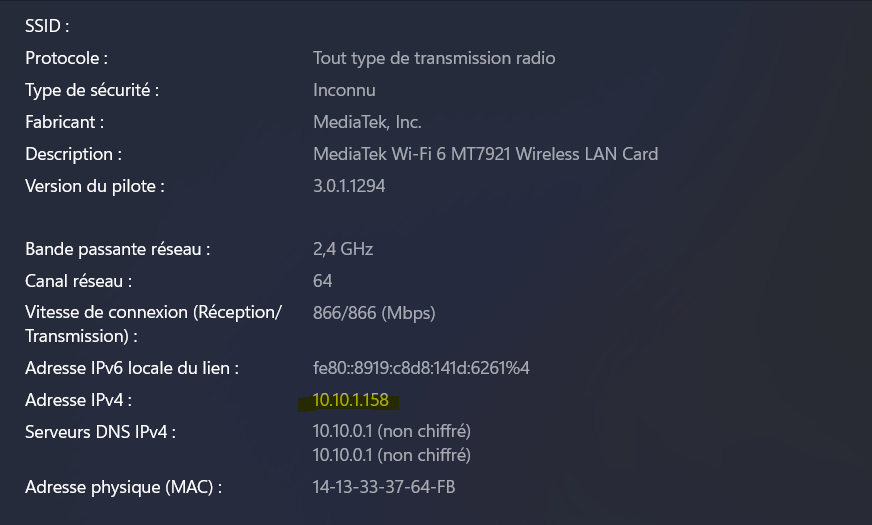 SSID :
Protocole : Tout type de transmission radio
Type de sécurité : Inconnu
Fabricant : MediaTek, Inc.
Description : MediaTek Wi-Fi 6 MT7921 Wireless LAN Card
Version du pilote : 3.0.1.1294
Bande passante réseau : 2,4 GHz
Canal réseau : 64
Vitesse de connexion (Réception/ 866/866 (Mbps)
Transmission) :
Adresse IPv6 locale du lien : fe80::8919:c8d8:141d:6261%4
Adresse IPv4 : 10.10.1.158
Serveurs DNS IPv4 : 10.10.0.1 (non chiffré)
10.10.0.1 (non chiffré)
Adresse physique (MAC) : 14-13-33-37-64-FB